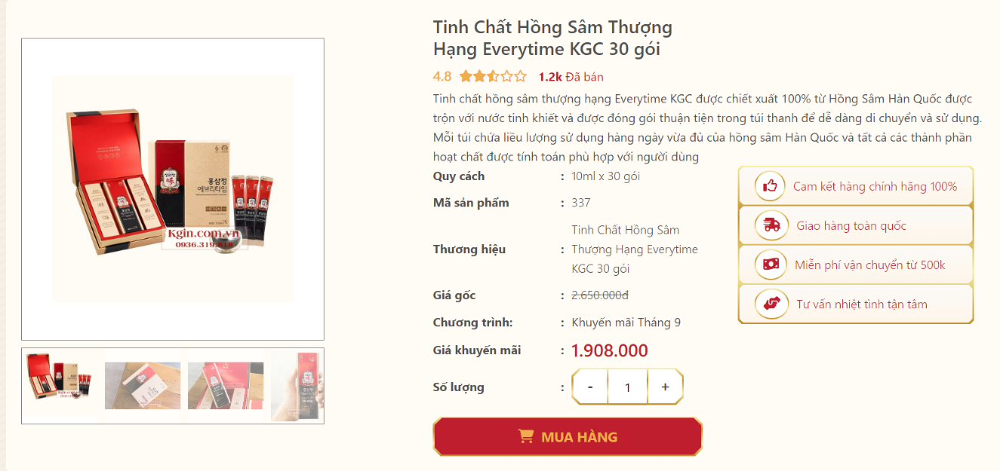 Tinh Chất Hồng Sâm Thượng
Hạng Everytime KGC 30 gói
4.8 1.2k Đã bán
Tinh chất hồng sâm thượng hạng Everytime KGC được chiết xuất 100% từ Hồng Sâm Hàn Quốc được
trộn với nước tinh khiết và được đóng gói thuận tiện trong túi thanh để dễ dàng di chuyển và sử dụng.
Mỗi túi chứa liều lượng sử dụng hàng ngày vừa đủ của hồng sâm Hàn Quốc và tất cả các thành phần
hoạt chất được tính toán phù hợp với người dùng
Quy cách : 10ml x 30 gói
Mã sản phẩm : 337
Thương hiệu : Tinh Chất Hồng Sâm
Thượng Hạng Everytime
KGC 30 gói
Giá gốc : 2.650.000đ
Chương trình: : Khuyến mãi Tháng 9
Giá khuyến mãi : 1.908.000
Số lượng : - 1 +
MUA HÀNG
Cam kết hàng chính hãng 100%
Giao hàng toàn quốc
Miễn phí vận chuyển từ 500k
Tư vấn nhiệt tình tận tâm
홍삼정
에브리타임
Kgin.com.vn
0936.319.818